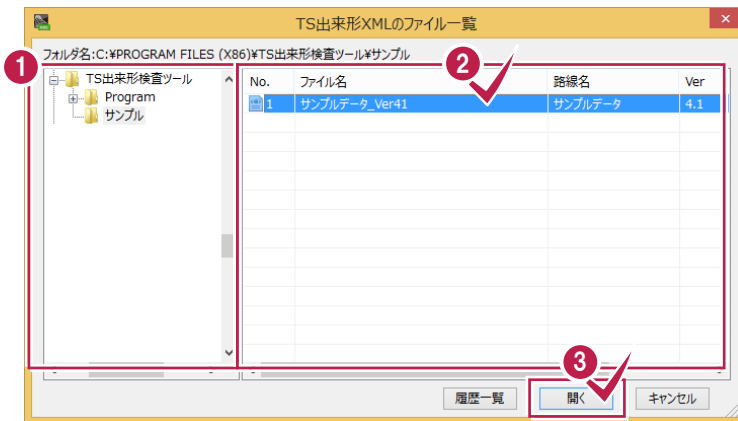 TS出来形XMLのファイル一覧
フォルダ名:C:¥PROGRAM FILES (X86)¥TS出来形検査ツール¥サンプル
1
2
TS出来形検査ツール
Program
サンプル
No. ファイル名 路線名 Ver
1 サンプルデータ_Ver41 サンプルデータ 4.1
3
履歴一覧 開く キャンセル